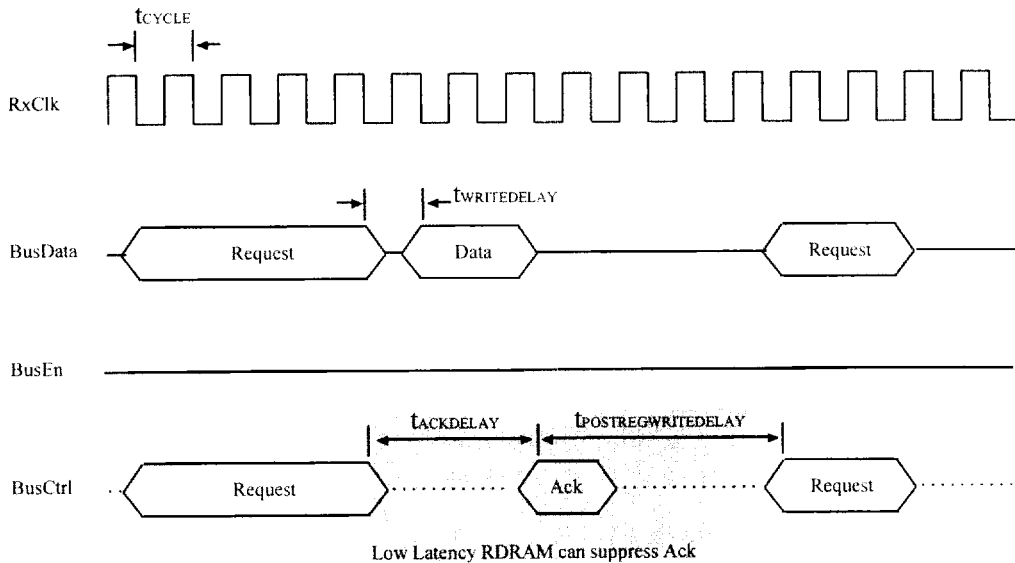 tCYCLE
RxClk
tWRITEDELAY
BusData
Request
Data
Request
BusEn
tACKDELAY
tPOSTREGWRITEDELAY
BusCtrl
Request
Ack
Request
Low Latency RDRAM can suppress Ack